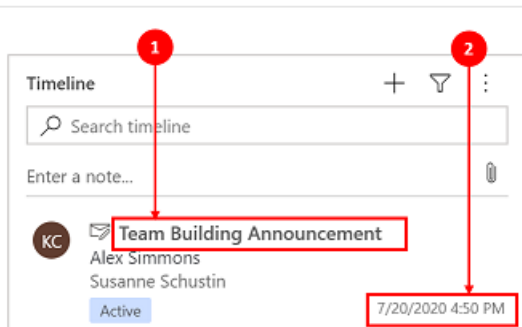 1 2
Timeline
Search timeline
Enter a note...
KC Team Building Announcement
Alex Simmons
Susanne Schustin
Active 7/20/2020 4:50 PM